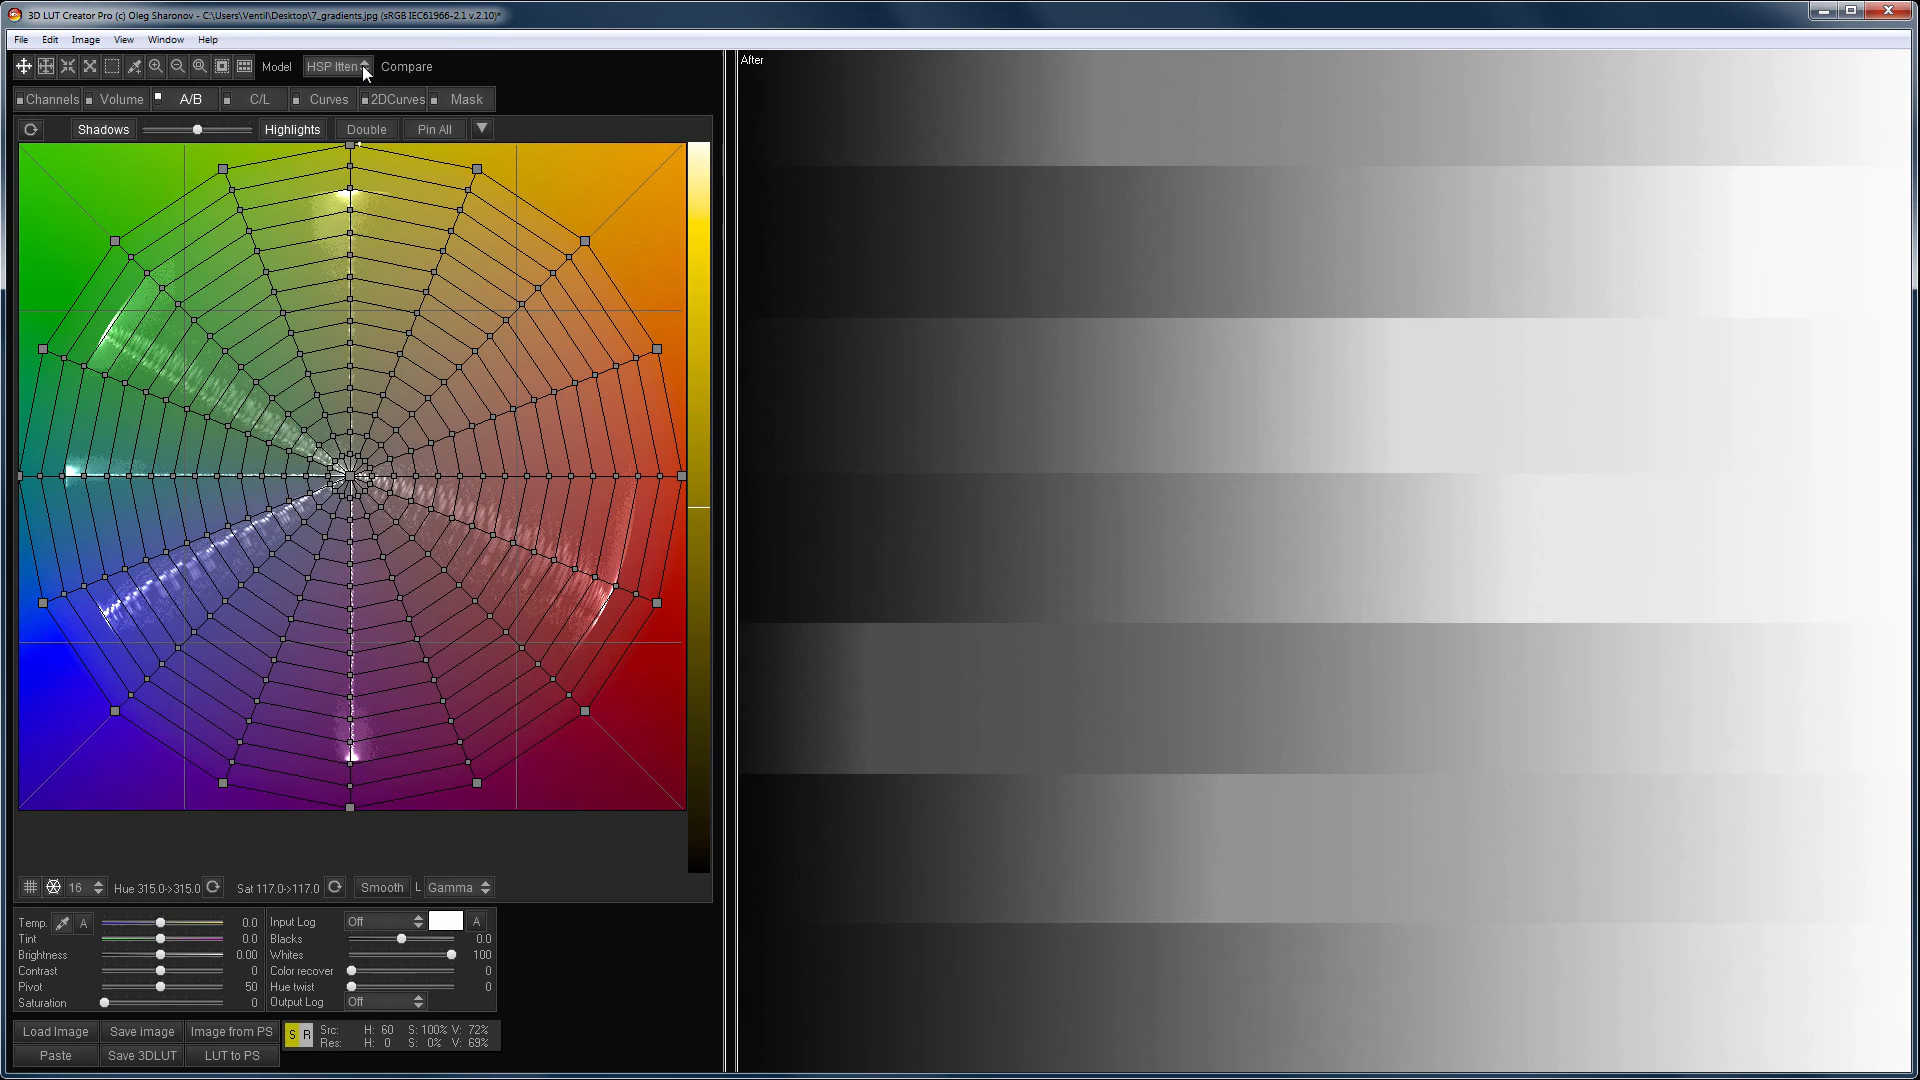 3D LUT Creator Pro (c) Oleg Sharonov - C:\Users\Ventil\Desktop\7_gradients.jpg (sRGB IEC61966-2.1 v.2.10)*
File Edit Image View Window Help
Model HSP Itten Compare
Channels Volume A/B C/L Curves 2DCurves Mask
Shadows Highlights Double Pin All
After
16 Hue 315.0->315.0 Sat 117.0->117.0 Smooth L Gamma
Temp. A 0.0 Input Log Off A
Tint 0.0 Blacks 0.0
Brightness 0.00 Whites 100
Contrast 0 Color recover 0
Pivot 50 Hue twist 0
Saturation 0 Output Log Off
Load Image Save image Image from PS S R Src: H: 60 S: 100% V: 72%
Res: H: 0 S: 0% V: 69%
Paste Save 3DLUT LUT to PS